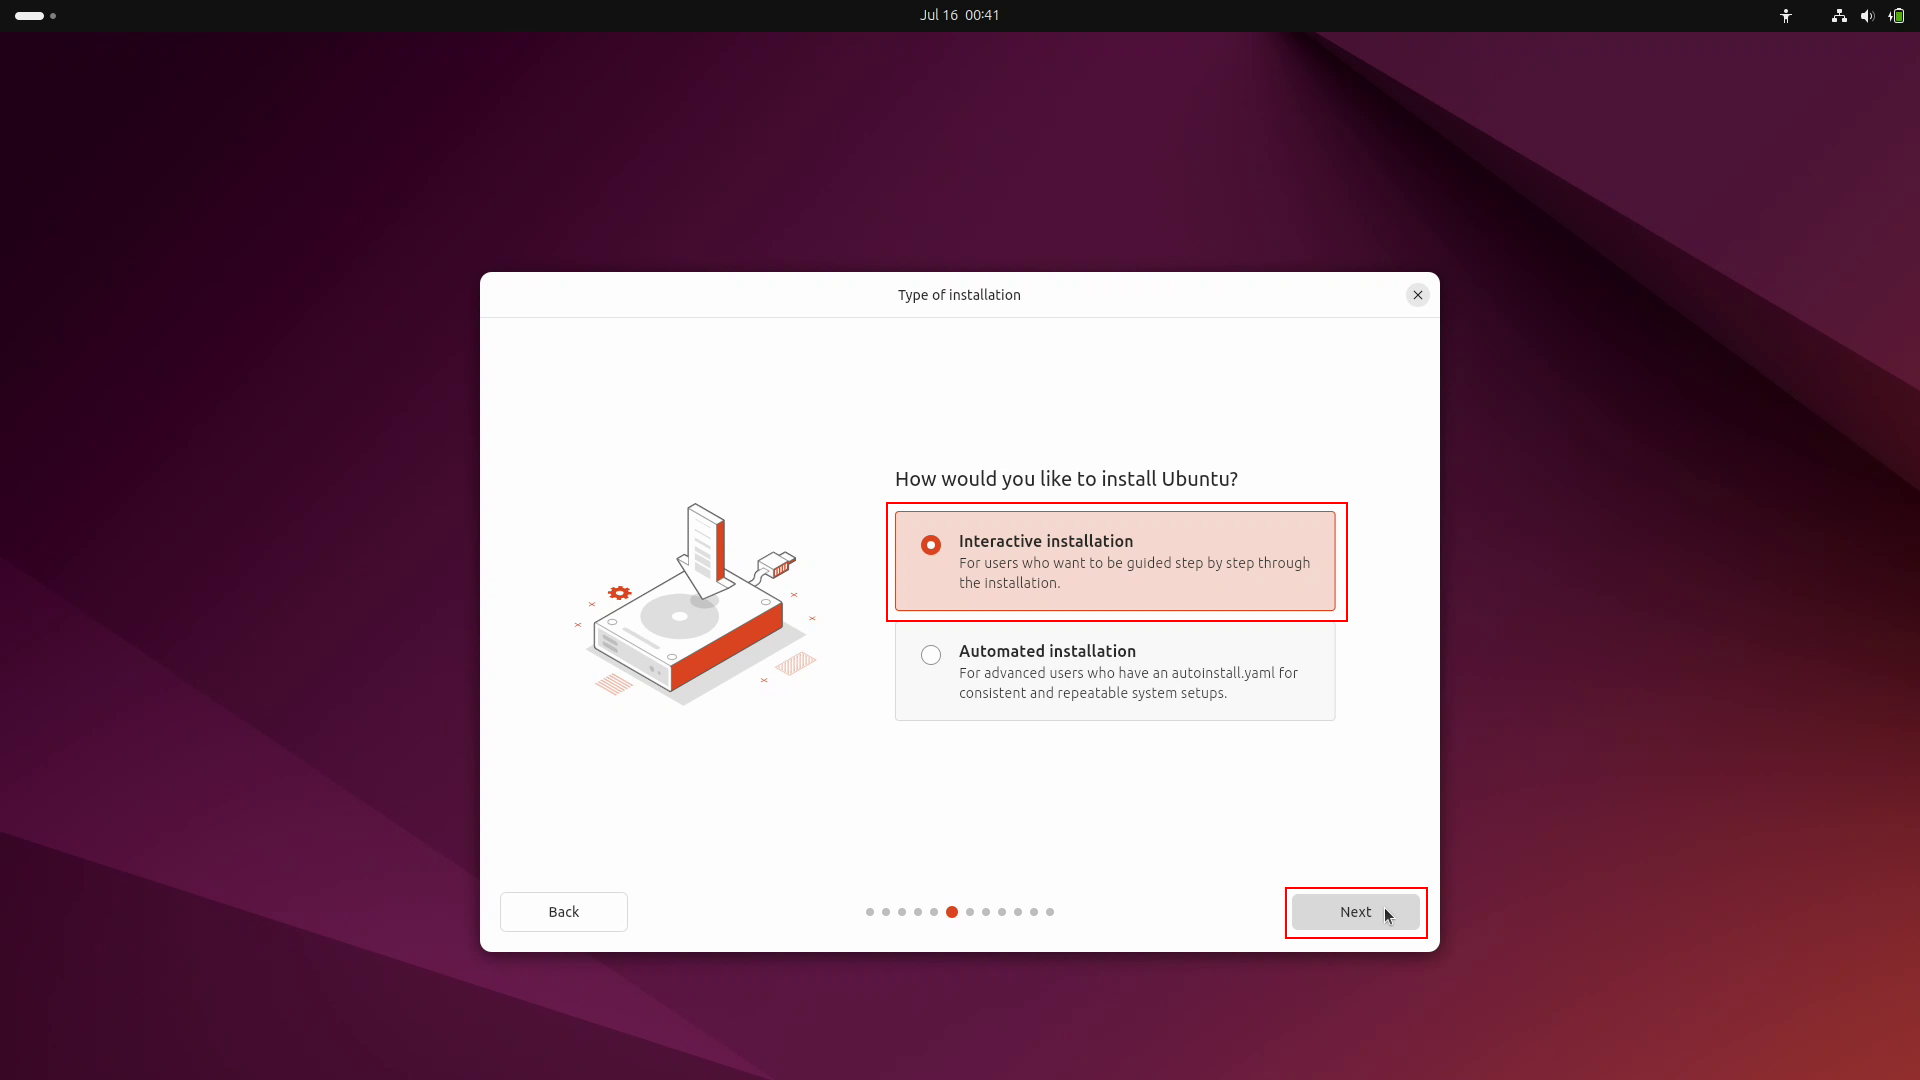 Jul 16 00:41
Type of installation
How would you like to install Ubuntu?
Interactive installation
For users who want to be guided step by step through
the installation.
Automated installation
For advanced users who have an autoinstall.yaml for
consistent and repeatable system setups.
Back
Next